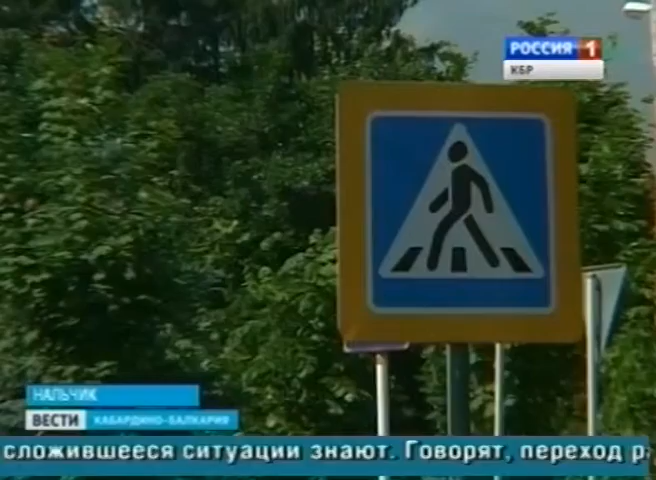 РОССИЯ 1
КБР
НАЛЬЧИК
ВЕСТИ КАБАРДИНО-БАЛКАРИЯ
сложившееся ситуации знают. Говорят, переход